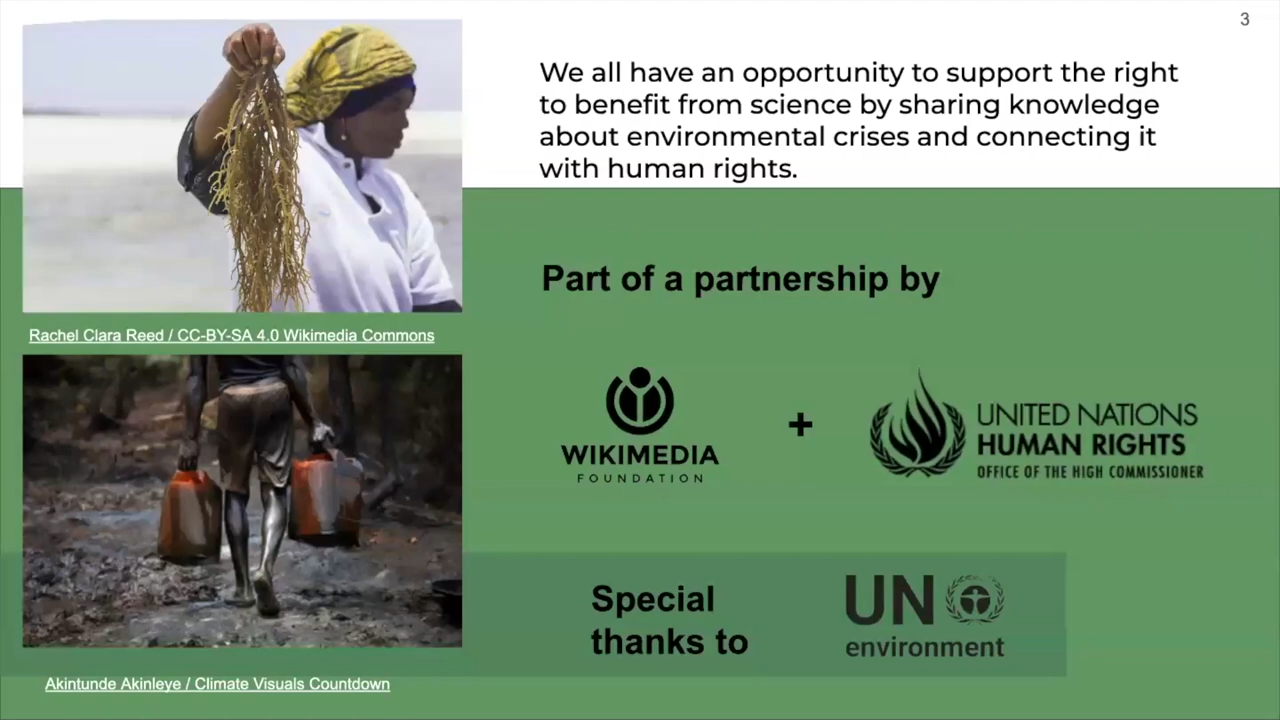 3
We all have an opportunity to support the right
to benefit from science by sharing knowledge
about environmental crises and connecting it
with human rights.
Part of a partnership by
Rachel Clara Reed / CC-BY-SA 4.0 Wikimedia Commons
WIKIMEDIA
FOUNDATION
+
UNITED NATIONS
HUMAN RIGHTS
OFFICE OF THE HIGH COMMISSIONER
Special
thanks to
UN
environment
Akintunde Akinleye / Climate Visuals Countdown